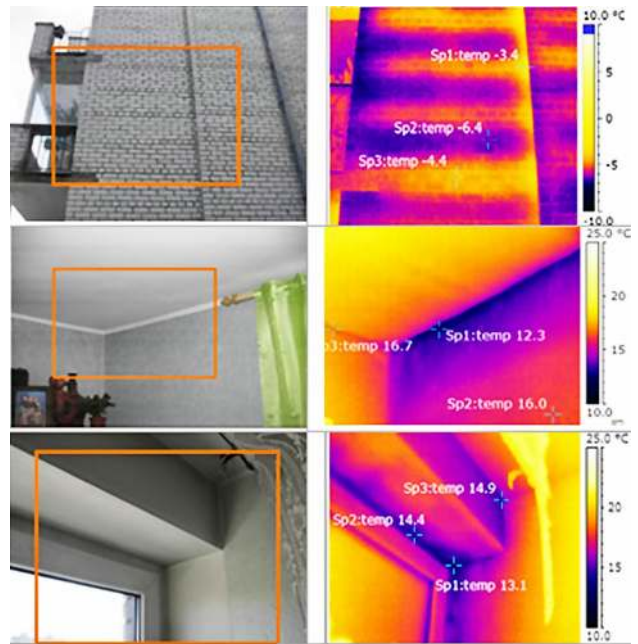 10.0 °C
Sp1:temp -3.4
5
0
Sp2:temp -6.4
Sp3:temp -4.4
-5
-10.0
25.0 °C
20
Sp1:temp 12.3
p3:temp 16.7
15
Sp2:temp 16.0
10.0
25.0 °C
20
Sp3:temp 14.9
Sp2:temp 14.4
15
Sp1:temp 13.1
10.0